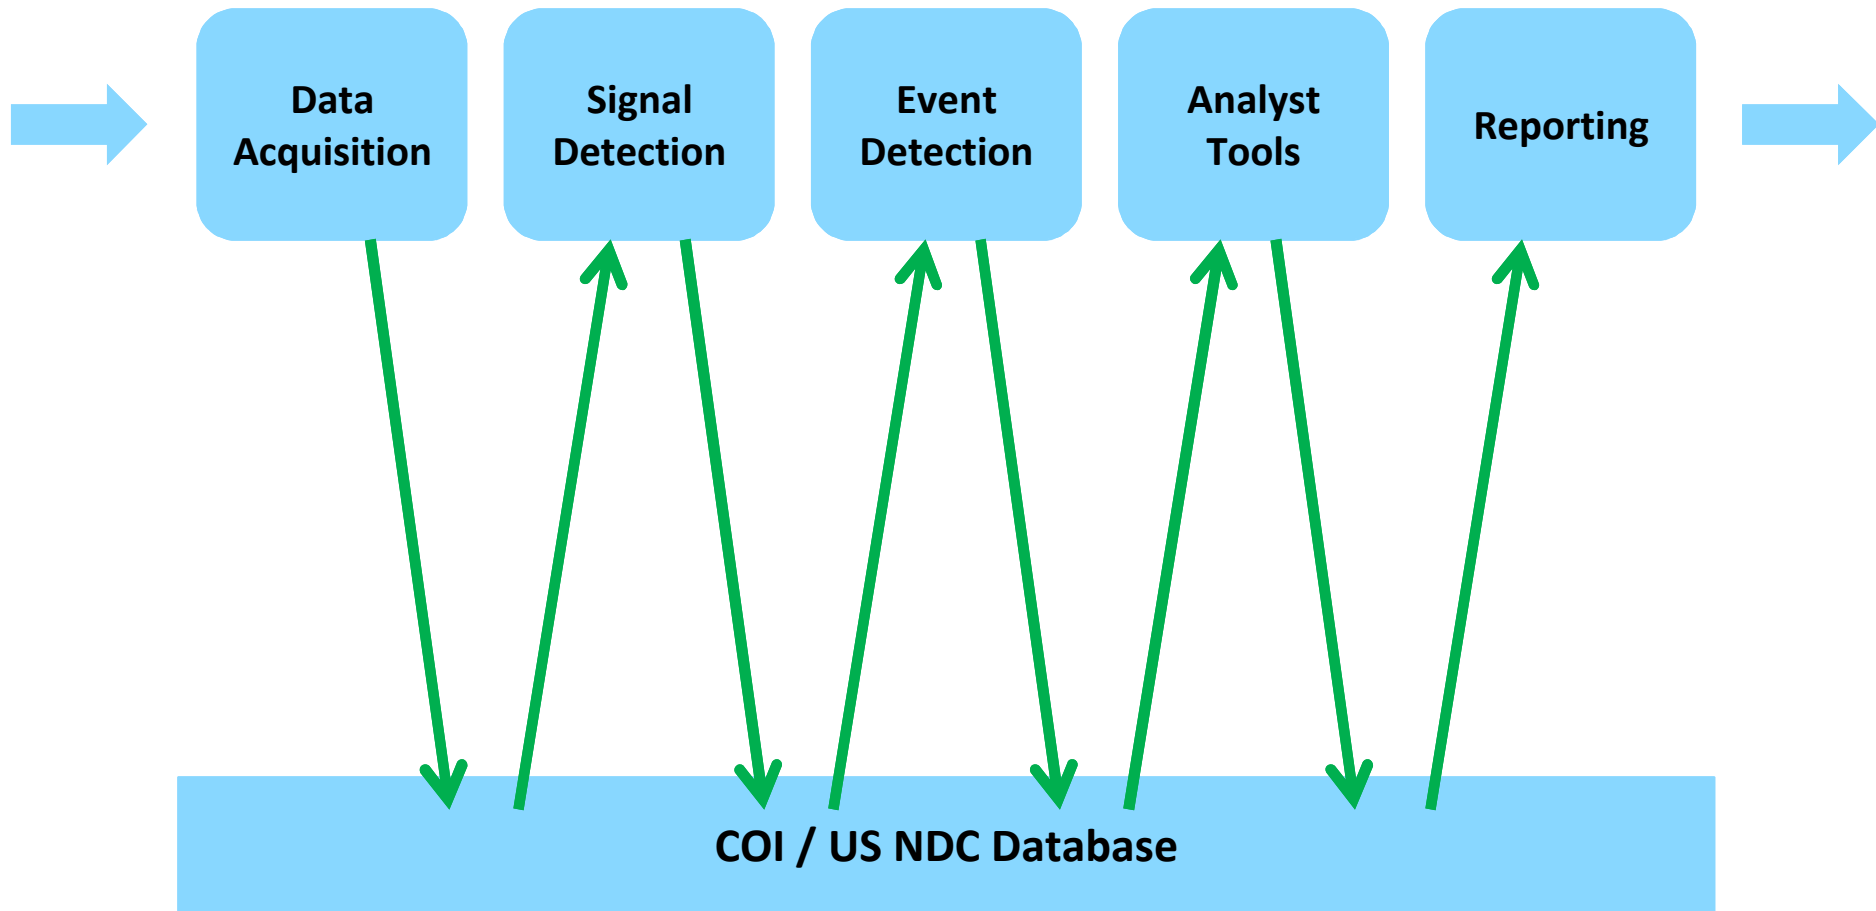 Data
Acquisition
Signal
Detection
Event
Detection
Analyst
Tools
Reporting
COI / US NDC Database